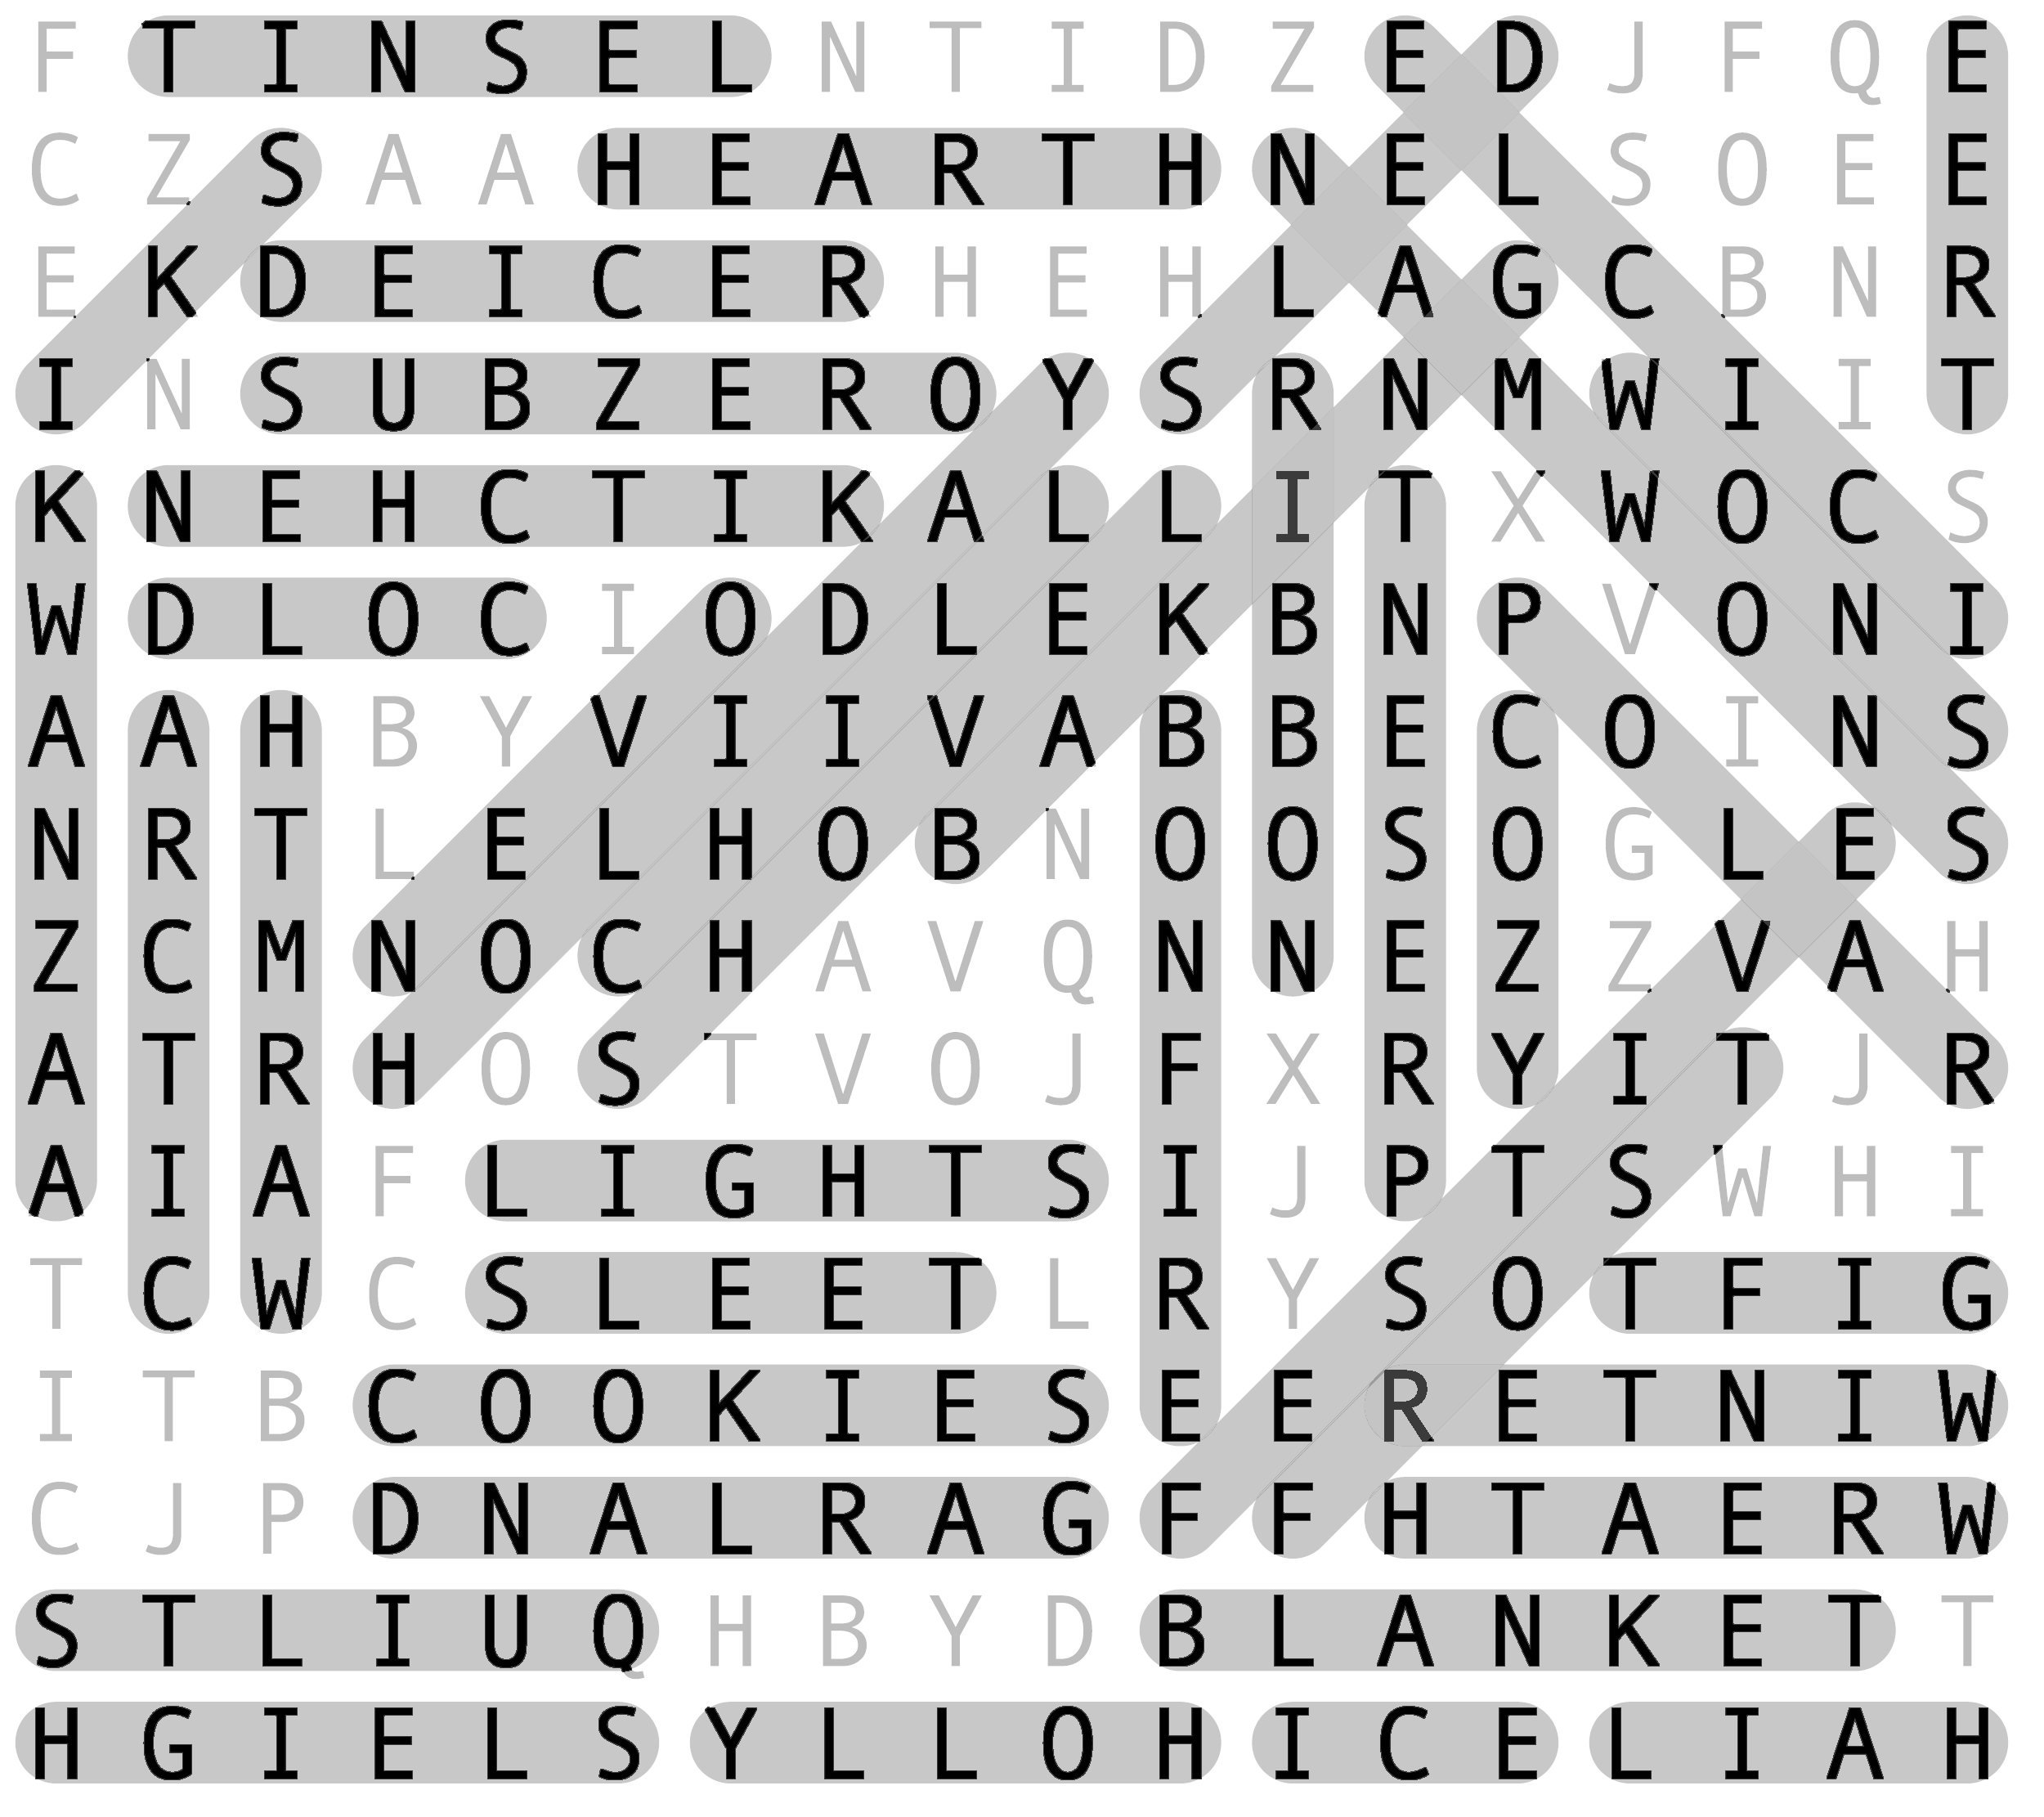 F T I N S E L N T I D Z E D J F Q E
C Z S A A H E A R T H N E L S O E E
E K D E I C E R H E H L A G C B N R
I N S U B Z E R O Y S R N M W I I T
K N E H C T I K A L L I T X W O C S
W D L O C I O D L E K B N P V O N I
A A H B Y V I I V A B B E C O I N S
N R T L E L H O B N O O S O G L E S
Z C M N O C H A V Q N N E Z Z V A H
A T R H O S T V O J F X R Y I T J R
A I A F L I G H T S I J P T S W H I
T C W C S L E E T L R Y S O T F I G
I T B C O O K I E S E E R E T N I W
C J P D N A L R A G F F H T A E R W
S T L I U Q H B Y D B L A N K E T T
H G I E L S Y L L O H I C E L I A H